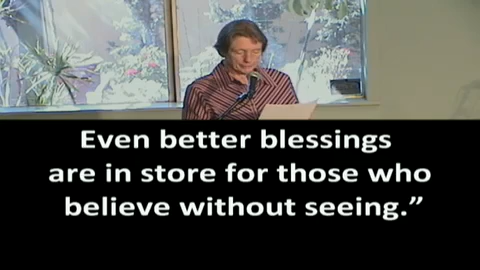 Even better blessings
are in store for those who
believe without seeing.”